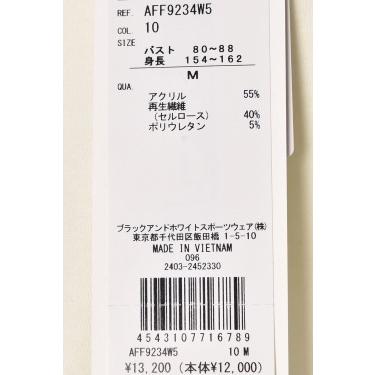 REF. AFF9234W5
COL. 10
SIZE
バスト 80~88
身長 154~162
M
QUA.
アクリル 55%
再生繊維
(セルロース) 40%
ポリウレタン 5%
ブラックアンドホワイトスポーツウェア(株)
東京都千代田区飯田橋 1-5-10
MADE IN VIETNAM
096
2403-2452330
4543107716789
AFF9234W5 10 M
¥13,200 (本体¥12,000)